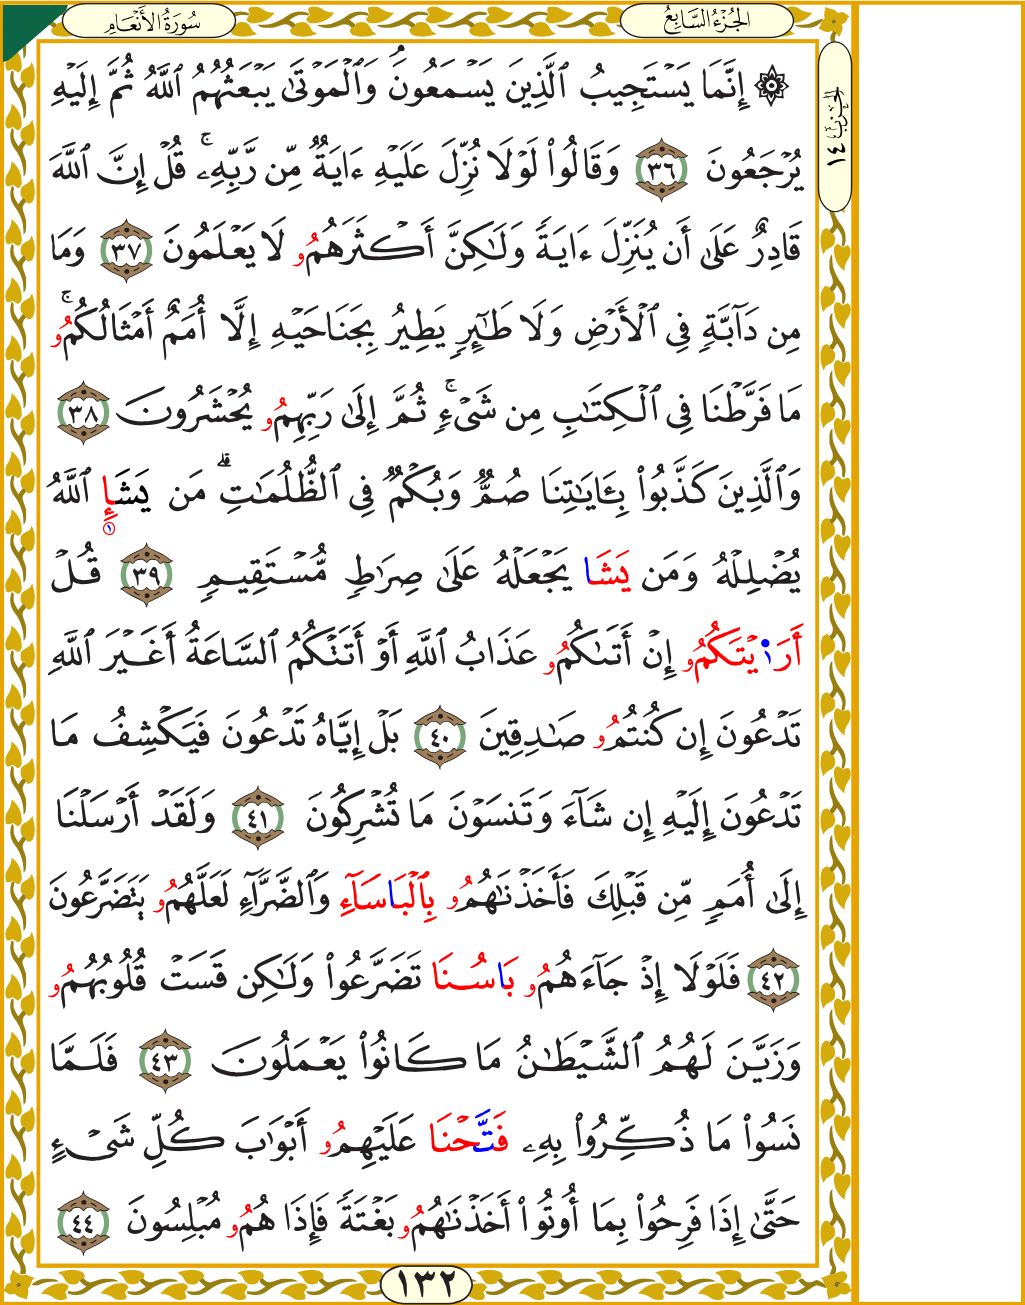 سُورَةُ الأَنْعَامِ
الجُزْءُ السَّابِعُ
الحِزْبُ ١٤
۞ إِنَّمَا يَسْتَجِيبُ ٱلَّذِينَ يَسْمَعُونَۘ وَٱلْمَوْتَىٰ يَبْعَثُهُمُ ٱللَّهُ ثُمَّ إِلَيْهِ
يُرْجَعُونَ ٣٦ وَقَالُوا۟ لَوْلَا نُزِّلَ عَلَيْهِ ءَايَةٌ مِّن رَّبِّهِۦۚ قُلْ إِنَّ ٱللَّهَ
قَادِرٌ عَلَىٰ أَن يُنَزِّلَ ءَايَةً وَلَٰكِنَّ أَكْثَرَهُمُۥ لَا يَعْلَمُونَ ٣٧ وَمَا
مِن دَآبَّةٍ فِى ٱلْأَرْضِ وَلَا طَٰٓئِرٍ يَطِيرُ بِجَنَاحَيْهِ إِلَّا أُمَمٌ أَمْثَالُكُمُۥۚ
مَا فَرَّطْنَا فِى ٱلْكِتَٰبِ مِن شَىْءٍۚ ثُمَّ إِلَىٰ رَبِّهِمُۥ يُحْشَرُونَ ٣٨
وَٱلَّذِينَ كَذَّبُوا۟ بِـَٔايَٰتِنَا صُمٌّ وَبُكْمٌ فِى ٱلظُّلُمَٰتِۗ مَن يَشَإِ ٱللَّهُ
١
يُضْلِلْهُ وَمَن يَشَا يَجْعَلْهُ عَلَىٰ صِرَٰطٍ مُّسْتَقِيمٍ ٣٩ قُلْ
أَرَا۬يْتَكُمُۥ إِنْ أَتَىٰكُمُۥ عَذَابُ ٱللَّهِ أَوْ أَتَتْكُمُ ٱلسَّاعَةُ أَغَيْرَ ٱللَّهِ
تَدْعُونَ إِن كُنتُمُۥ صَٰدِقِينَ ٤٠ بَلْ إِيَّاهُ تَدْعُونَ فَيَكْشِفُ مَا
تَدْعُونَ إِلَيْهِ إِن شَآءَ وَتَنسَوْنَ مَا تُشْرِكُونَ ٤١ وَلَقَدْ أَرْسَلْنَا
إِلَىٰ أُمَمٍ مِّن قَبْلِكَ فَأَخَذْنَٰهُمُۥ بِٱلْبَاسَآءِ وَٱلضَّرَّآءِ لَعَلَّهُمُۥ يَتَضَرَّعُونَ
٤٢ فَلَوْلَا إِذْ جَآءَهُمُۥ بَاسُنَا تَضَرَّعُوا۟ وَلَٰكِن قَسَتْ قُلُوبُهُمُۥ
وَزَيَّنَ لَهُمُ ٱلشَّيْطَٰنُ مَا كَانُوا۟ يَعْمَلُونَ ٤٣ فَلَمَّا
نَسُوا۟ مَا ذُكِّرُوا۟ بِهِۦ فَتَّحْنَا عَلَيْهِمُۥ أَبْوَٰبَ كُلِّ شَىْءٍ
حَتَّىٰ إِذَا فَرِحُوا۟ بِمَا أُوتُوا۟ أَخَذْنَٰهُمُۥ بَغْتَةً فَإِذَا هُمُۥ مُبْلِسُونَ ٤٤
١٣٢